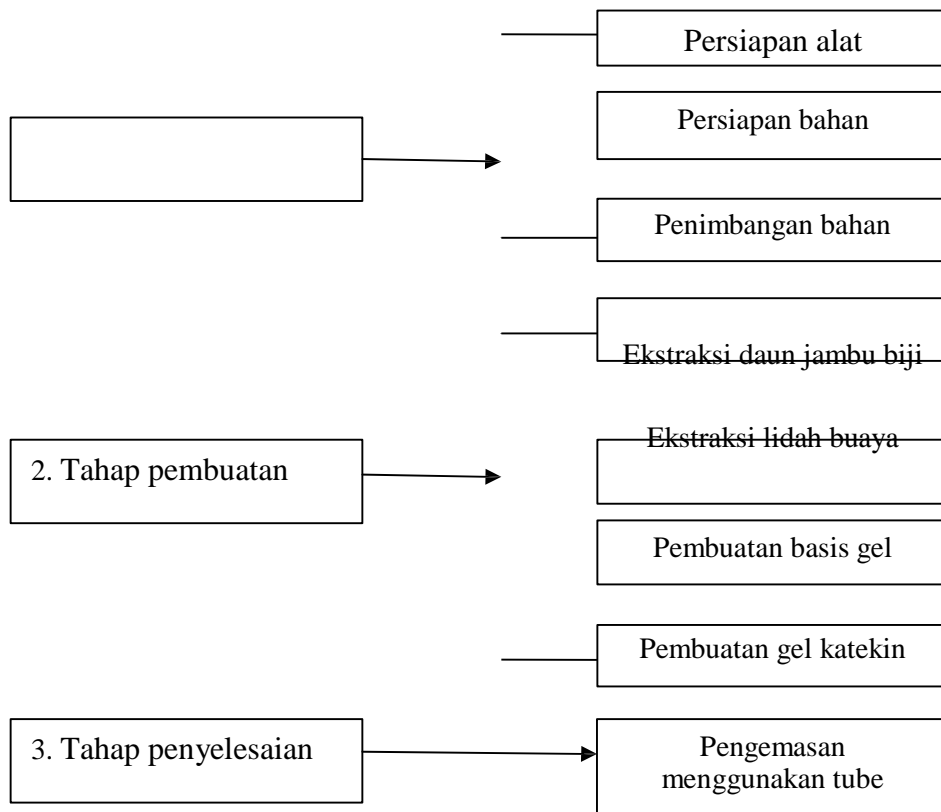 Persiapan alat
Persiapan bahan
Penimbangan bahan
Ekstraksi daun jambu biji
Ekstraksi lidah buaya
2. Tahap pembuatan
Pembuatan basis gel
Pembuatan gel katekin
3. Tahap penyelesaian
Pengemasan
menggunakan tube